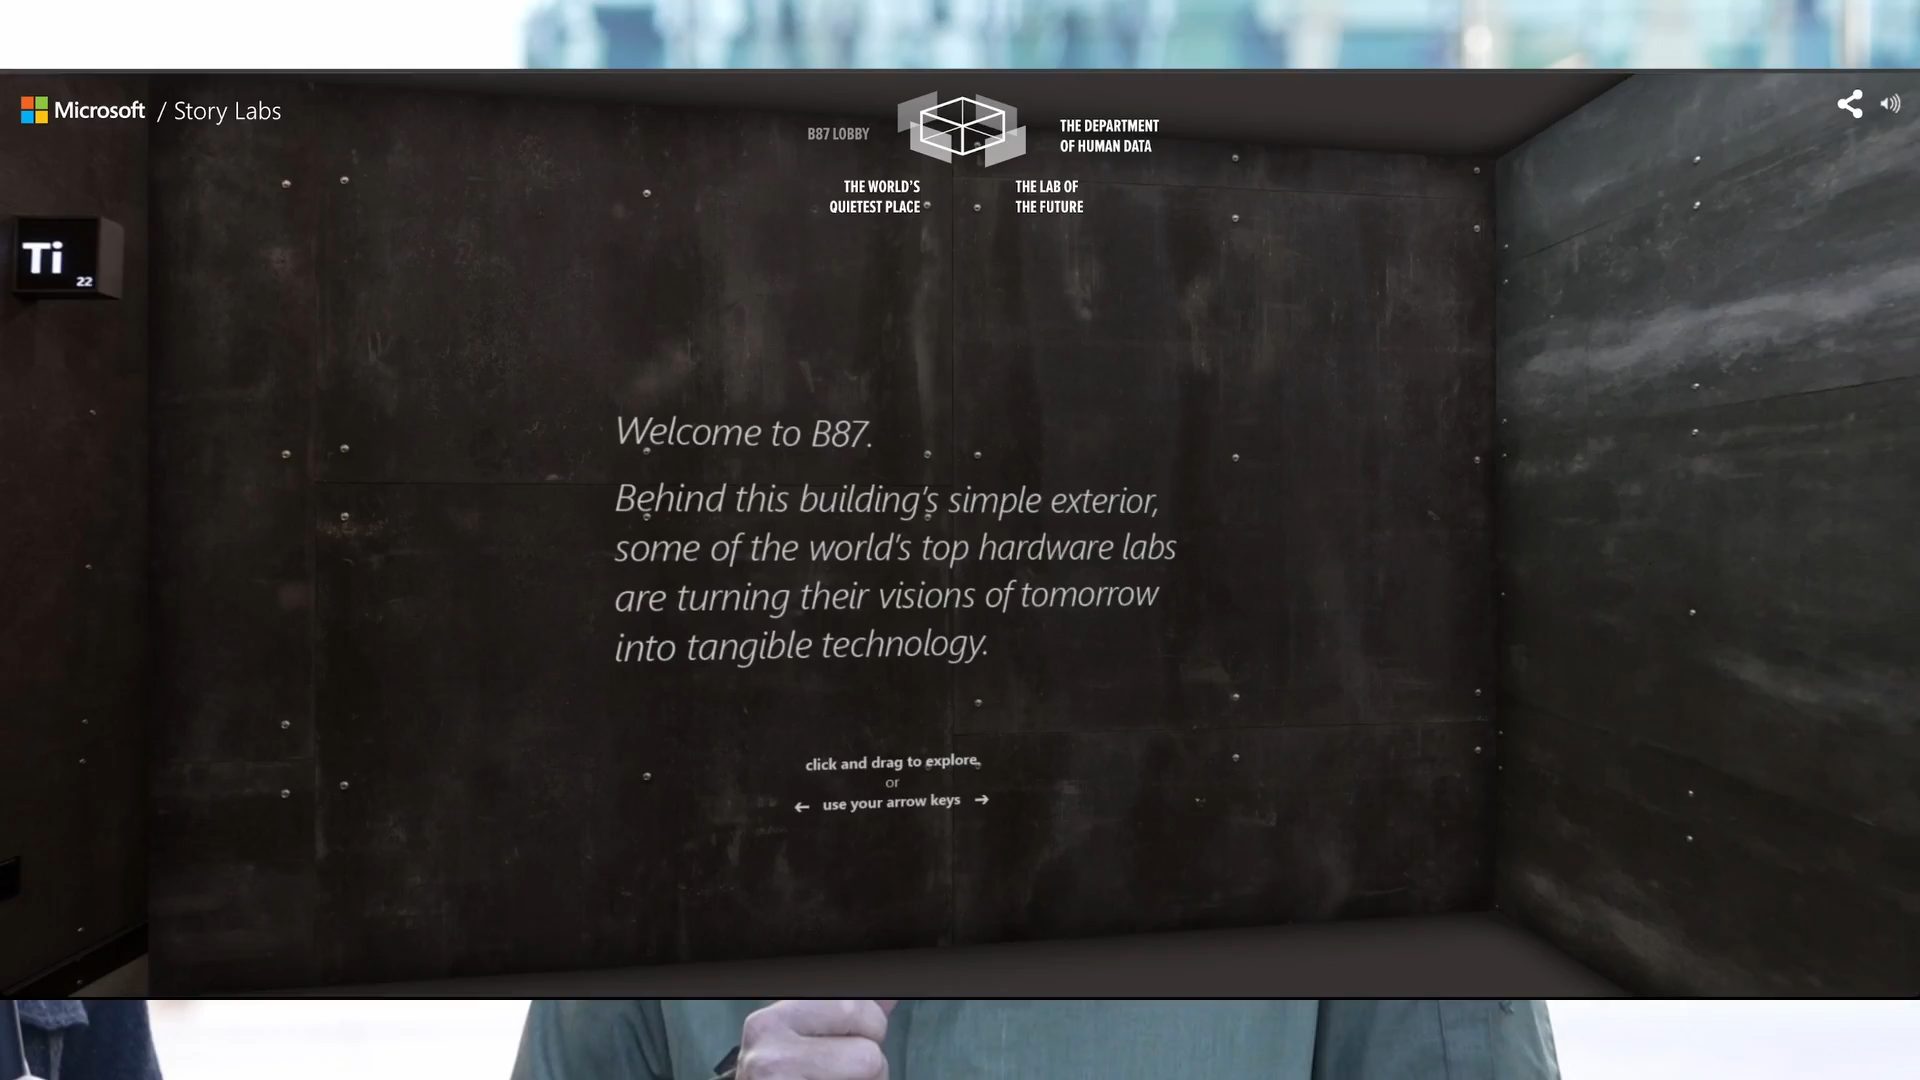 Microsoft / Story Labs
B87 LOBBY
THE DEPARTMENT
OF HUMAN DATA
THE WORLD'S
QUIETEST PLACE
THE LAB OF
THE FUTURE
Ti
22
Welcome to B87.
Behind this building's simple exterior,
some of the world's top hardware labs
are turning their visions of tomorrow
into tangible technology.
click and drag to explore
or
← use your arrow keys →